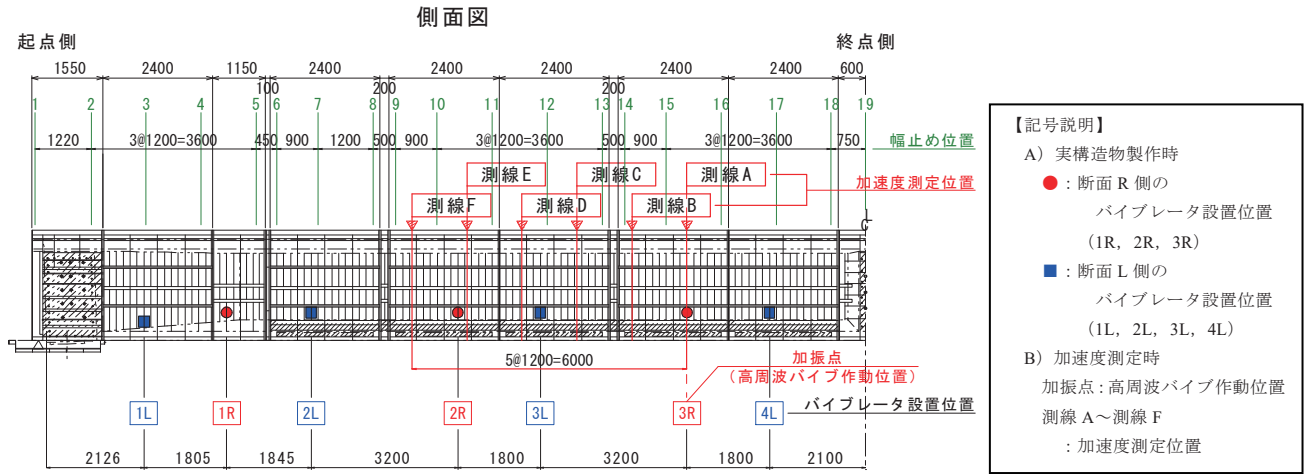 側面図
起点側
終点側
1550 2400 1150 100 2400 200 2400 2400 200 2400 2400 600
1 2 3 4 5 6 7 8 9 10 11 12 13 14 15 16 17 18 19
1220 3@1200=3600 450 900 1200 500 900 3@1200=3600 500 900 3@1200=3600 750 幅止め位置
測線E 測線C 測線A 加速度測定位置
測線F 測線D 測線B
5@1200=6000
加振点
(高周波バイブ作動位置)
1L 1R 2L 2R 3L 3R 4L
バイブレータ設置位置
2126 1805 1845 3200 1800 3200 1800 2100
【記号説明】
A)実構造物製作時
●:断面 R 側の
バイブレータ設置位置
(1R,2R,3R)
■:断面 L 側の
バイブレータ設置位置
(1L,2L,3L,4L)
B)加速度測定時
加振点:高周波バイブ作動位置
測線 A~測線 F
:加速度測定位置